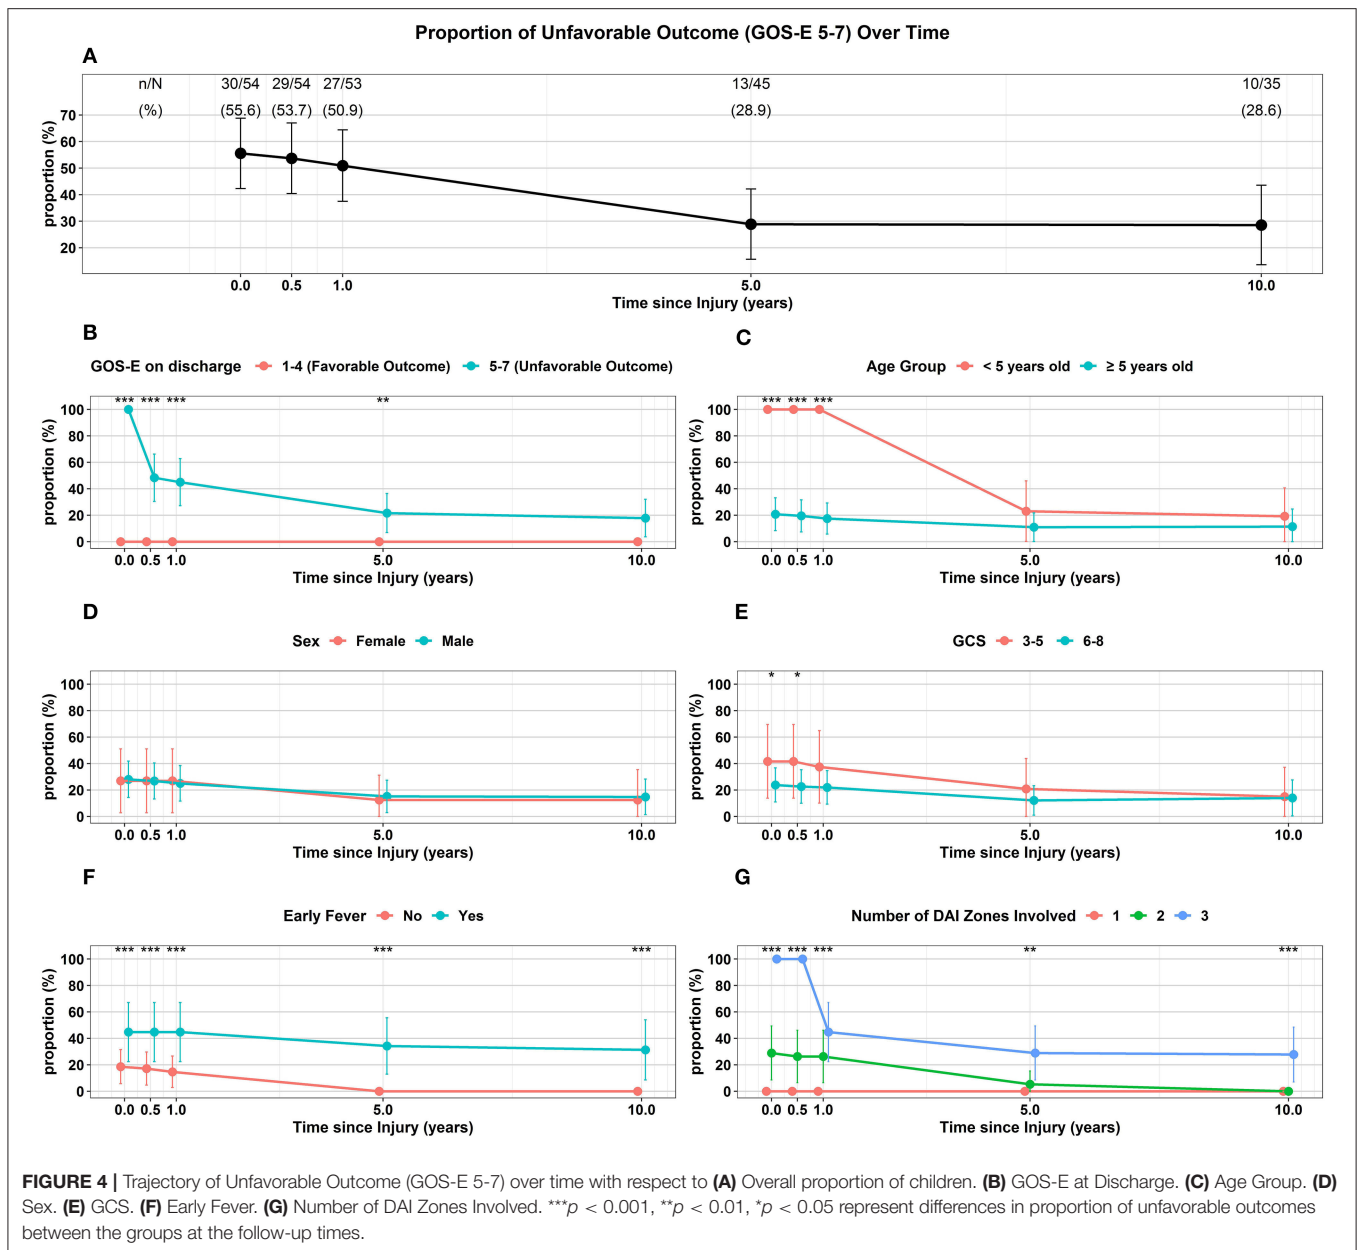 Proportion of Unfavorable Outcome (GOS-E 5-7) Over Time
A
n/N 30/54 29/54 27/53 13/45 10/35
(%) (55.6) (53.7) (50.9) (28.9) (28.6)
70
60
50
40
30
20
proportion (%)
0.0 0.5 1.0 5.0 10.0
Time since Injury (years)
B
GOS-E on discharge 1-4 (Favorable Outcome) 5-7 (Unfavorable Outcome)
*** *** *** **
100
80
60
40
20
0
proportion (%)
0.0 0.5 1.0 5.0 10.0
Time since Injury (years)
C
Age Group < 5 years old ≥ 5 years old
*** *** ***
100
80
60
40
20
0
proportion (%)
0.0 0.5 1.0 5.0 10.0
Time since Injury (years)
D
Sex Female Male
100
80
60
40
20
0
proportion (%)
0.0 0.5 1.0 5.0 10.0
Time since Injury (years)
E
GCS 3-5 6-8
* *
100
80
60
40
20
0
proportion (%)
0.0 0.5 1.0 5.0 10.0
Time since Injury (years)
F
Early Fever No Yes
*** *** *** *** ***
100
80
60
40
20
0
proportion (%)
0.0 0.5 1.0 5.0 10.0
Time since Injury (years)
G
Number of DAI Zones Involved 1 2 3
*** *** *** ** ***
100
80
60
40
20
0
proportion (%)
0.0 0.5 1.0 5.0 10.0
Time since Injury (years)
FIGURE 4 | Trajectory of Unfavorable Outcome (GOS-E 5-7) over time with respect to (A) Overall proportion of children. (B) GOS-E at Discharge. (C) Age Group. (D)
Sex. (E) GCS. (F) Early Fever. (G) Number of DAI Zones Involved. ***p < 0.001, **p < 0.01, *p < 0.05 represent differences in proportion of unfavorable outcomes
between the groups at the follow-up times.